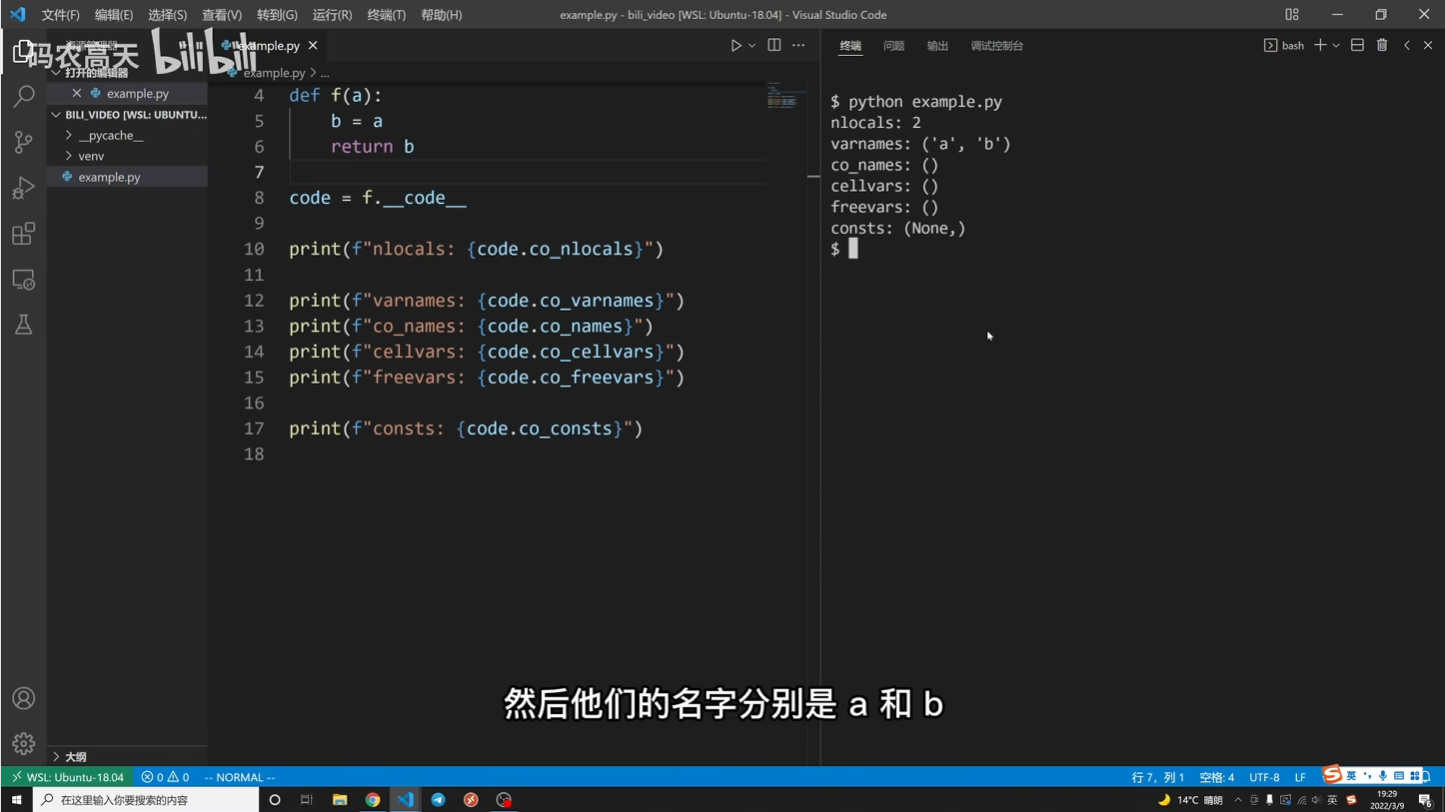 文件(F) 编辑(E) 选择(S) 查看(V) 转到(G) 运行(R) 终端(T) 帮助(H)
example.py - bili_video [WSL: Ubuntu-18.04] - Visual Studio Code
码农高天 bilibili
打开的编辑器
example.py
BILI_VIDEO [WSL: UBUNTU...
__pycache__
venv
example.py
大纲
example.py
example.py > ...
4 def f(a):
5     b = a
6     return b
7
8 code = f.__code__
9
10 print(f"nlocals: {code.co_nlocals}")
11
12 print(f"varnames: {code.co_varnames}")
13 print(f"co_names: {code.co_names}")
14 print(f"cellvars: {code.co_cellvars}")
15 print(f"freevars: {code.co_freevars}")
16
17 print(f"consts: {code.co_consts}")
18
终端 问题 输出 调试控制台 bash
$ python example.py
nlocals: 2
varnames: ('a', 'b')
co_names: ()
cellvars: ()
freevars: ()
consts: (None,)
$
然后他们的名字分别是 a 和 b
WSL: Ubuntu-18.04 0 0 -- NORMAL -- 行 7，列 1 空格: 4 UTF-8 LF 英
在这里输入你要搜索的内容 14°C 晴朗 英 19:29
2022/3/9